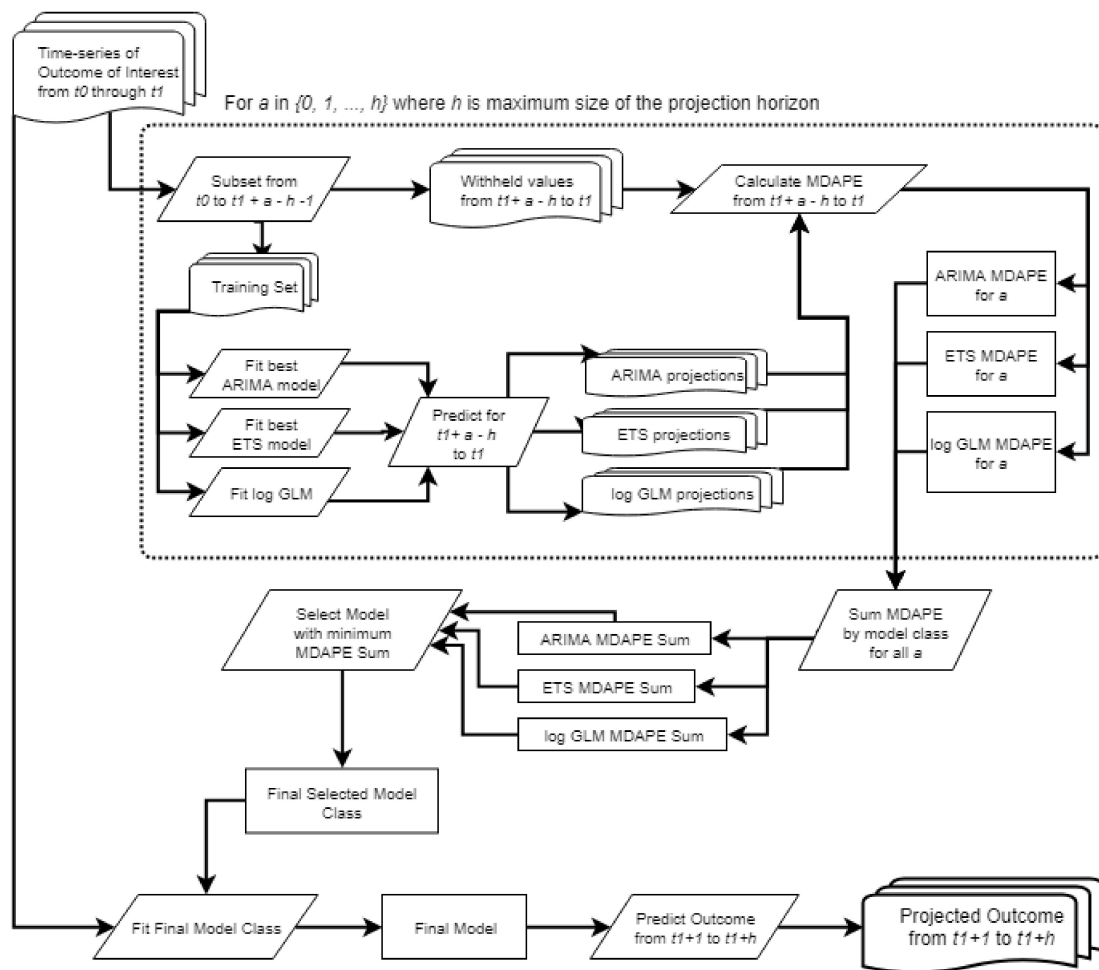 Time-series of
Outcome of Interest
from t0 through t1
For a in {0, 1, ..., h} where h is maximum size of the projection horizon
Subset from
t0 to t1 + a - h -1
Withheld values
from t1+ a - h to t1
Calculate MDAPE
from t1+ a - h to t1
Training Set
ARIMA MDAPE
for a
ETS MDAPE
for a
log GLM MDAPE
for a
Fit best
ARIMA model
Fit best
ETS model
Fit log GLM
Predict for
t1+ a - h
to t1
ARIMA projections
ETS projections
log GLM projections
Select Model
with minimum
MDAPE Sum
ARIMA MDAPE Sum
ETS MDAPE Sum
log GLM MDAPE Sum
Sum MDAPE
by model class
for all a
Final Selected Model
Class
Fit Final Model Class
Final Model
Predict Outcome
from t1+1 to t1+h
Projected Outcome
from t1+1 to t1+h